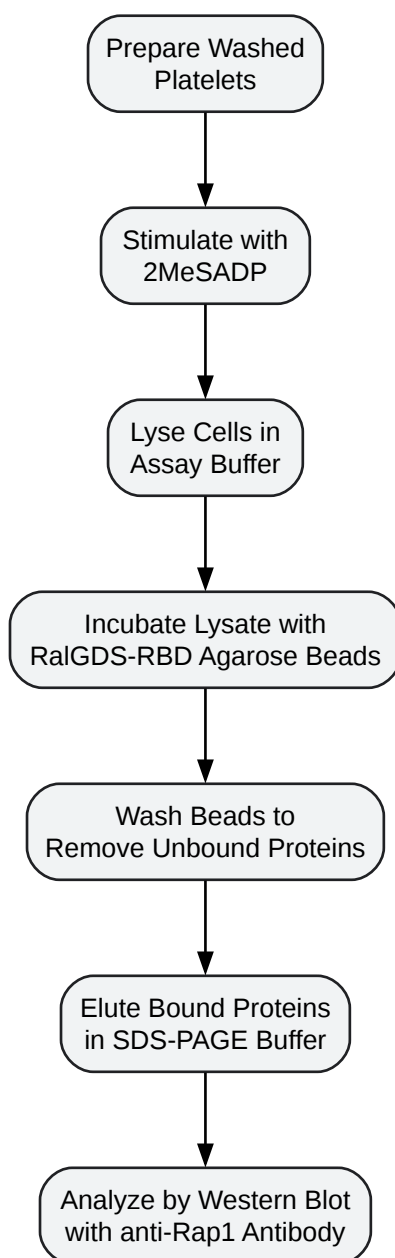 Prepare Washed
Platelets
Stimulate with
2MeSADP
Lyse Cells in
Assay Buffer
Incubate Lysate with
RalGDS-RBD Agarose Beads
Wash Beads to
Remove Unbound Proteins
Elute Bound Proteins
in SDS-PAGE Buffer
Analyze by Western Blot
with anti-Rap1 Antibody